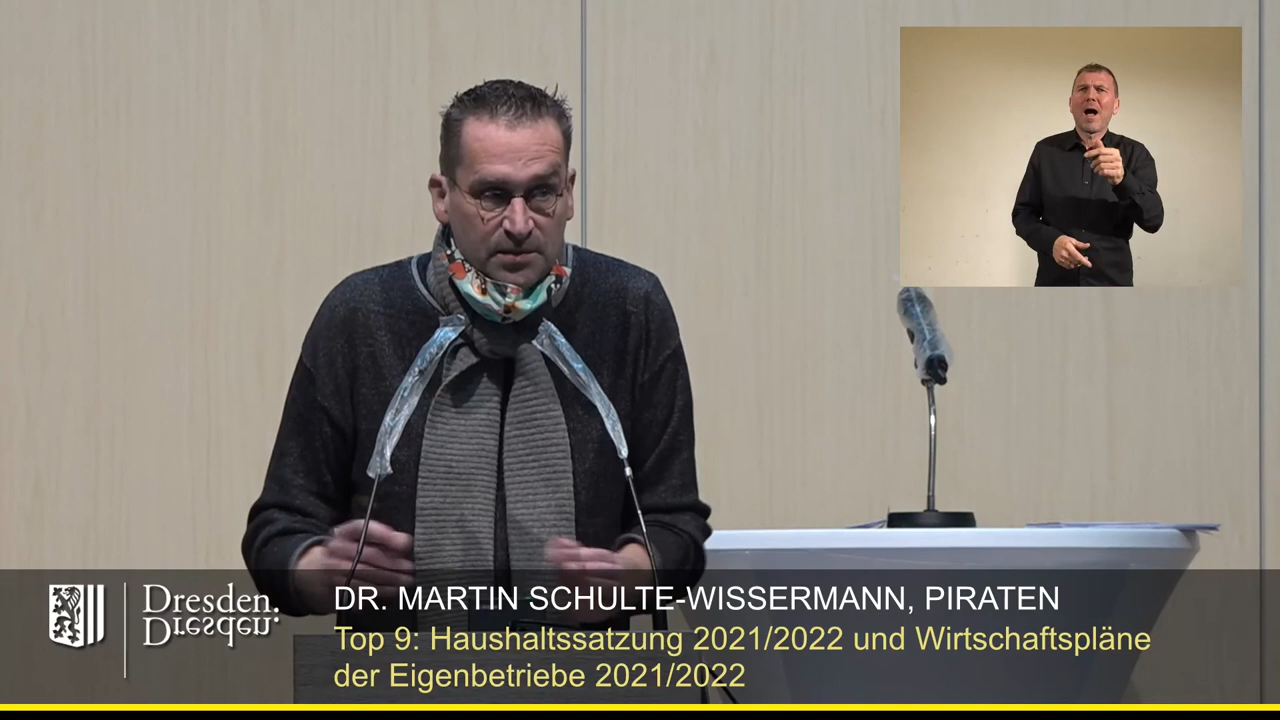 Dresden.
Dresden.
DR. MARTIN SCHULTE-WISSERMANN, PIRATEN
Top 9: Haushaltssatzung 2021/2022 und Wirtschaftspläne
der Eigenbetriebe 2021/2022